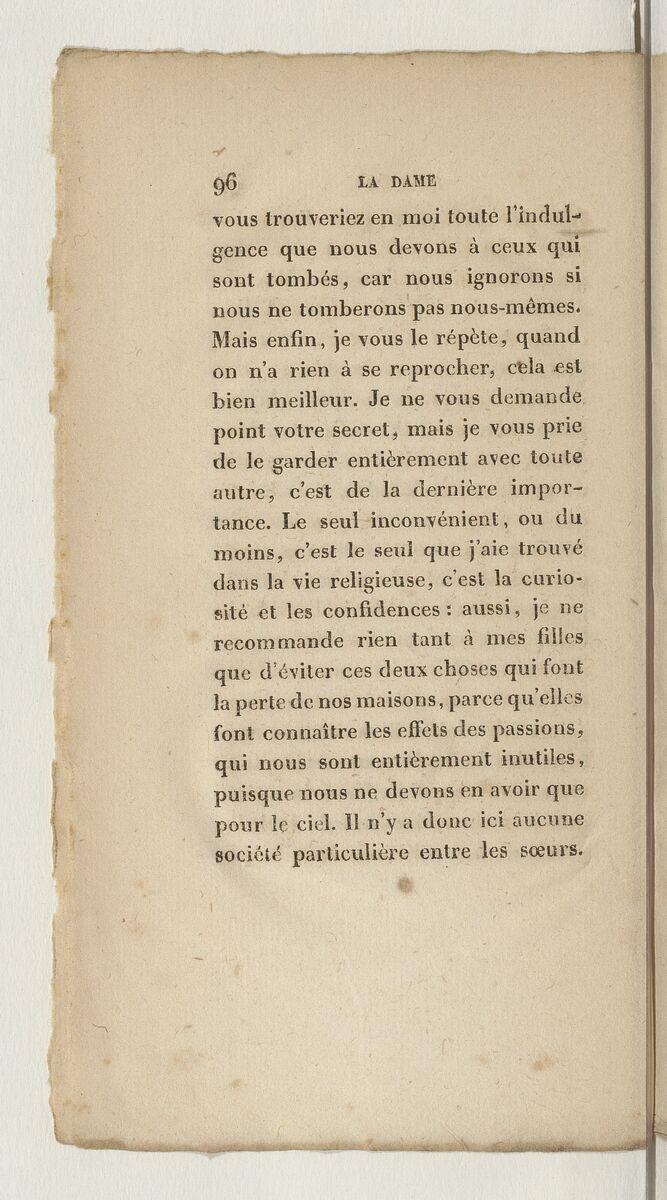 96 LA DAME
vous trouveriez en moi toute l'indul-
gence que nous devons à ceux qui
sont tombés, car nous ignorons si
nous ne tomberons pas nous-mêmes.
Mais enfin, je vous le répète, quand
on n'a rien à se reprocher, cela est
bien meilleur. Je ne vous demande
point votre secret, mais je vous prie
de le garder entièrement avec toute
autre, c'est de la dernière impor-
tance. Le seul inconvénient, ou du
moins, c'est le seul que j'aie trouvé
dans la vie religieuse, c'est la curio-
sité et les confidences : aussi, je ne
recommande rien tant à mes filles
que d'éviter ces deux choses qui font
la perte de nos maisons, parce qu'elles
font connaître les effets des passions,
qui nous sont entièrement inutiles,
puisque nous ne devons en avoir que
pour le ciel. Il n'y a donc ici aucune
société particulière entre les sœurs.